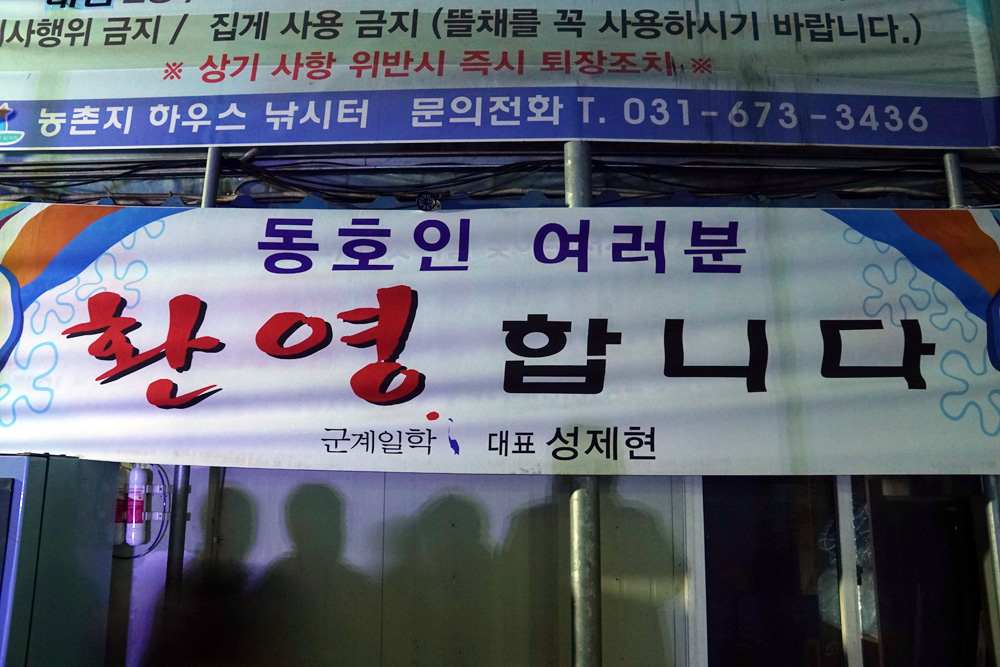 사행위 금지 / 집게 사용 금지 (뜰채를 꼭 사용하시기 바랍니다.)
※ 상기 사항 위반시 즉시 퇴장조치 ※
농촌지 하우스 낚시터 문의전화 T. 031-673-3436
동호인 여러분
환영 합니다
군계일학 대표 성제현